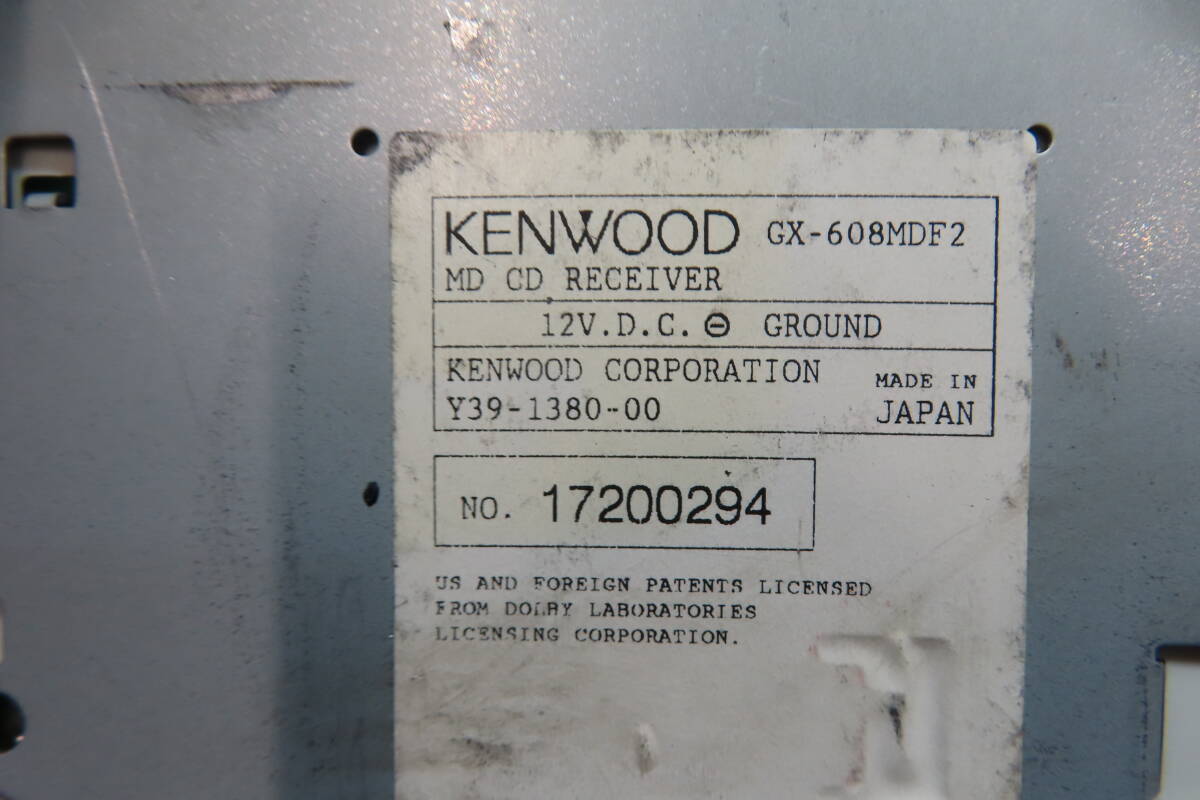 KENWOOD GX-608MDF2
MD CD RECEIVER
12V.D.C. ⊖ GROUND
KENWOOD CORPORATION
Y39-1380-00
MADE IN
JAPAN
NO. 17200294
US AND FOREIGN PATENTS LICENSED
FROM DOLBY LABORATORIES
LICENSING CORPORATION.